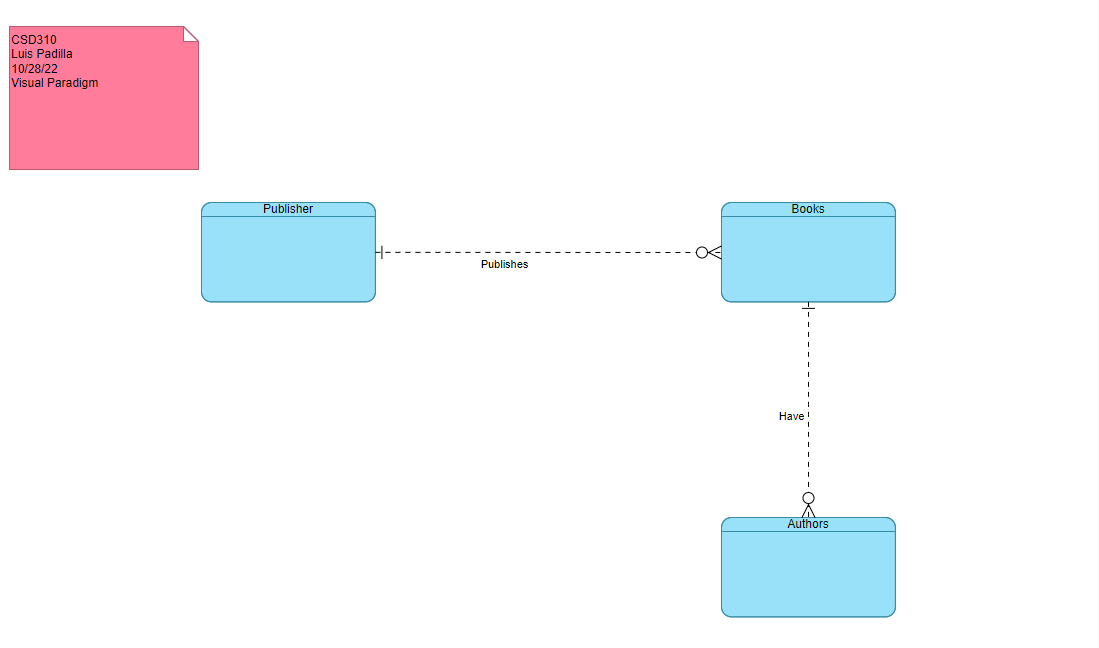 CSD310
Luis Padilla
10/28/22
Visual Paradigm
Publisher
Books
Publishes
Have
Authors